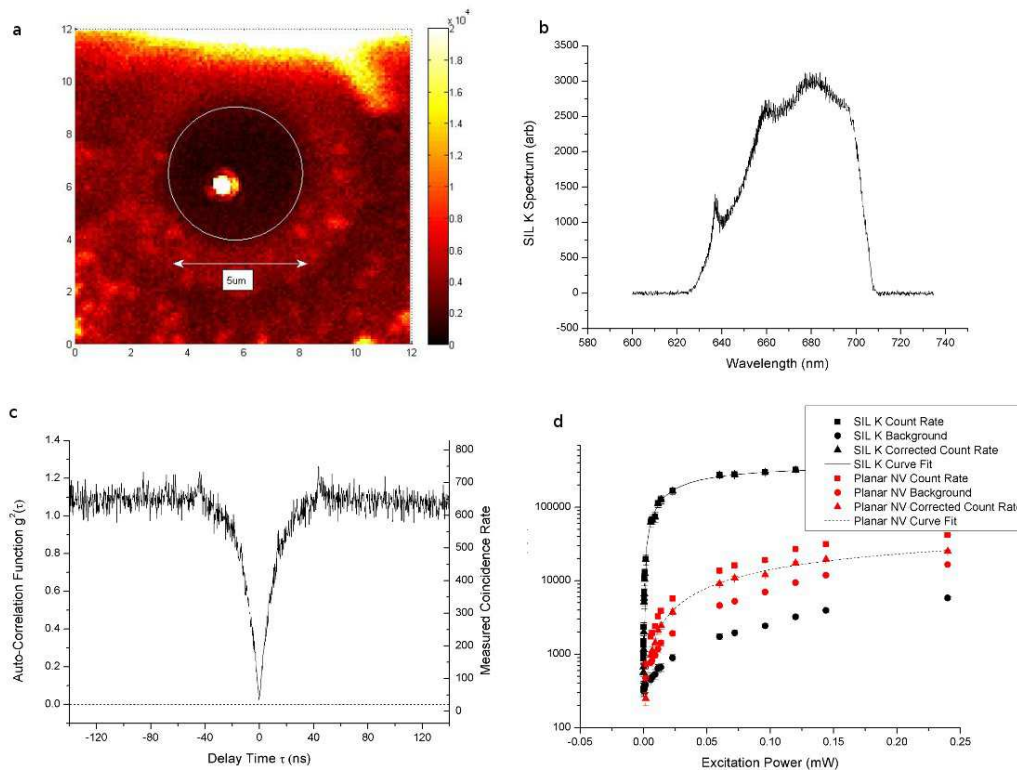 a
x 10^4
12
10
8
6
4
2
0
0 2 4 6 8 10 12
5um
2
1.8
1.6
1.4
1.2
1
0.8
0.6
0.4
0.2
0
b
SIL K Spectrum (arb)
3500
3000
2500
2000
1500
1000
500
0
-500
580 600 620 640 660 680 700 720 740
Wavelength (nm)
c
Auto-Correlation Function g²(τ)
1.4
1.2
1.0
0.8
0.6
0.4
0.2
0.0
-120 -80 -40 0 40 80 120
Delay Time τ (ns)
800
700
600
500
400
300
200
100
0
Measured Coincidence Rate
d
SIL K Count Rate
SIL K Background
SIL K Corrected Count Rate
SIL K Curve Fit
Planar NV Count Rate
Planar NV Background
Planar NV Corrected Count Rate
Planar NV Curve Fit
100000
10000
1000
100
-0.05 0.00 0.05 0.10 0.15 0.20 0.25
Excitation Power (mW)